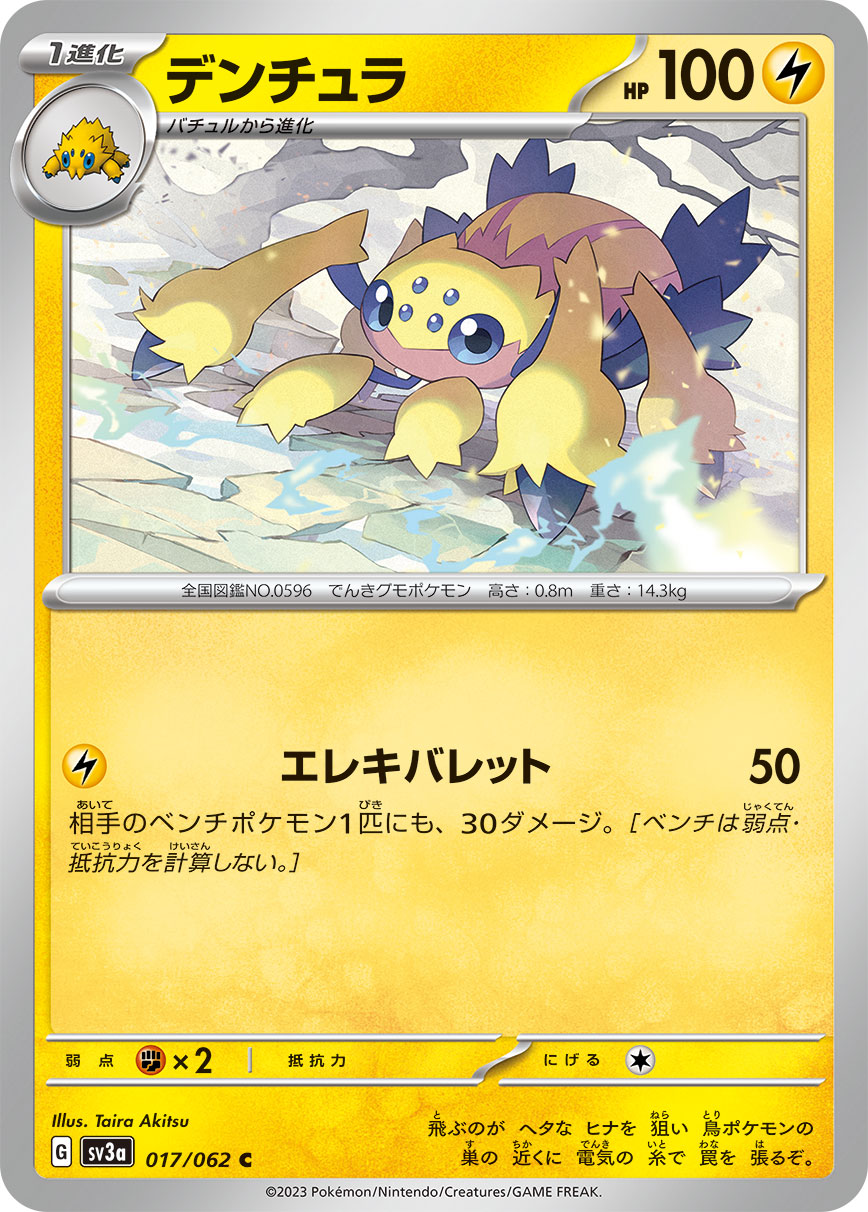 1進化
デンチュラ
HP 100
バチュルから進化
全国図鑑NO.0596 でんきグモポケモン 高さ:0.8m 重さ:14.3kg
エレキバレット 50
相手のベンチポケモン1匹にも、30ダメージ。[ベンチは弱点・
抵抗力を計算しない。]
弱点 ×2 抵抗力 にげる
Illus. Taira Akitsu
飛ぶのが ヘタな ヒナを 狙い 鳥ポケモンの
巣の 近くに 電気の 糸で 罠を 張るぞ。
G sv3a 017/062 C
©2023 Pokémon/Nintendo/Creatures/GAME FREAK.